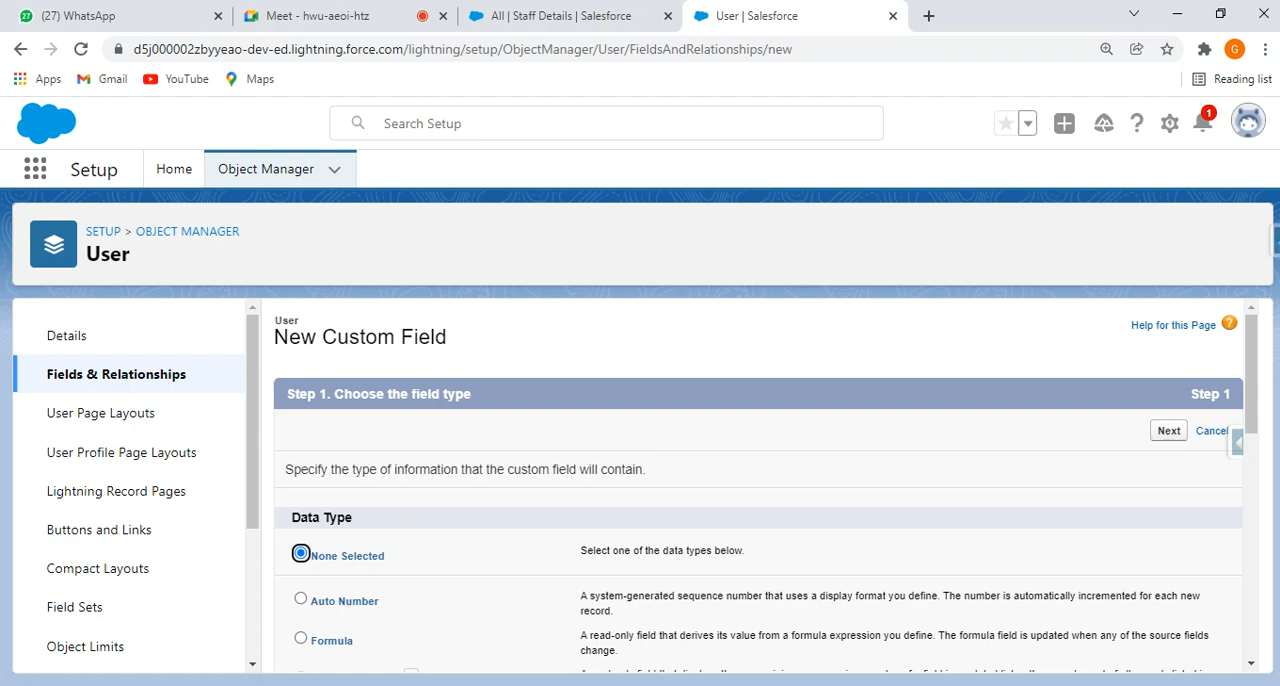 27 (27) WhatsApp
Meet - hwu-aeoi-htz
All | Staff Details | Salesforce
User | Salesforce
d5j000002zbyyeao-dev-ed.lightning.force.com/lightning/setup/ObjectManager/User/FieldsAndRelationships/new
G
Apps
Gmail
YouTube
Maps
Reading list
Search Setup
1
Setup
Home
Object Manager
SETUP > OBJECT MANAGER
User
Details
Fields & Relationships
User Page Layouts
User Profile Page Layouts
Lightning Record Pages
Buttons and Links
Compact Layouts
Field Sets
Object Limits
User
New Custom Field
Help for this Page ?
Step 1. Choose the field type
Step 1
Next
Cancel
Specify the type of information that the custom field will contain.
Data Type
None Selected
Select one of the data types below.
Auto Number
A system-generated sequence number that uses a display format you define. The number is automatically incremented for each new
record.
Formula
A read-only field that derives its value from a formula expression you define. The formula field is updated when any of the source fields
change.